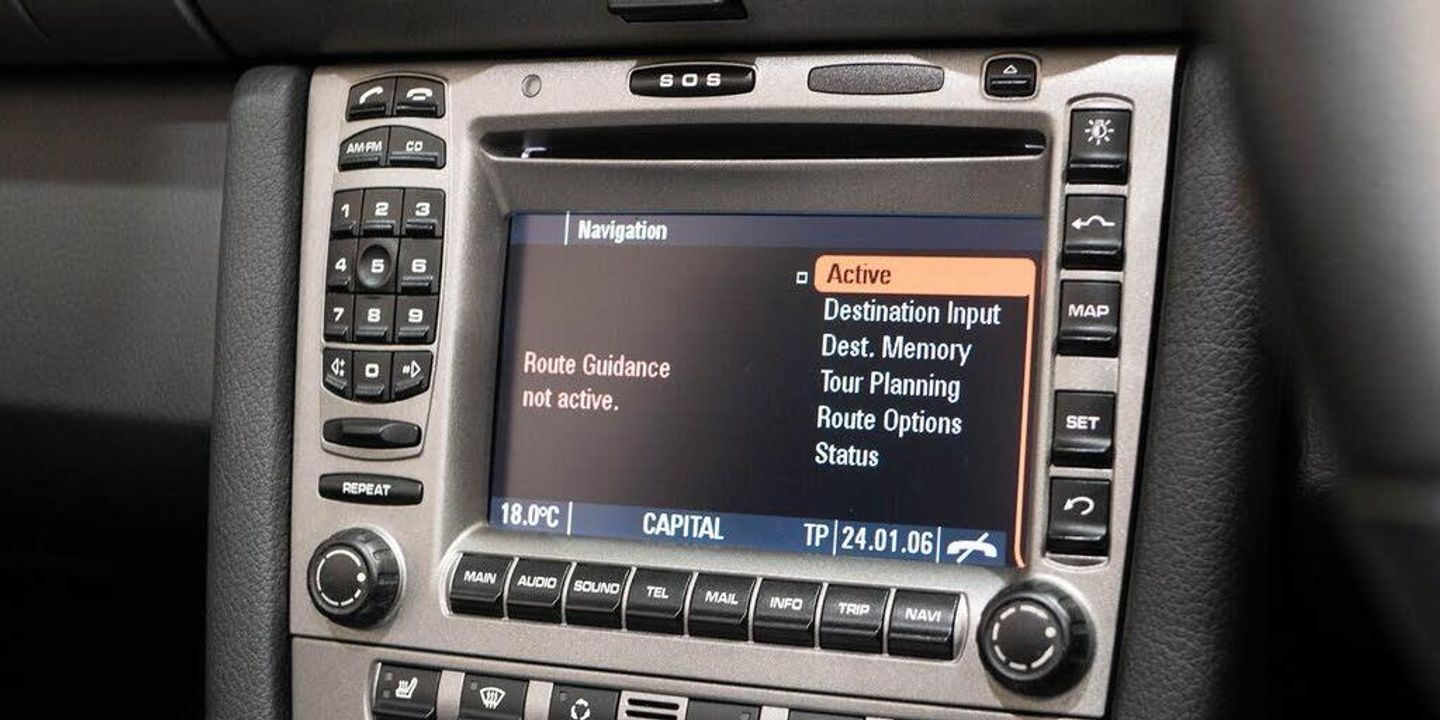 SOS
AM·FM CD
1 2 3
4 5 6
7 8 9
0
REPEAT
Navigation
Active
Destination Input
Dest. Memory
Tour Planning
Route Options
Status
Route Guidance
not active.
18.0°C CAPITAL TP 24.01.06
MAP
SET
MAIN AUDIO SOUND TEL MAIL INFO TRIP NAVI